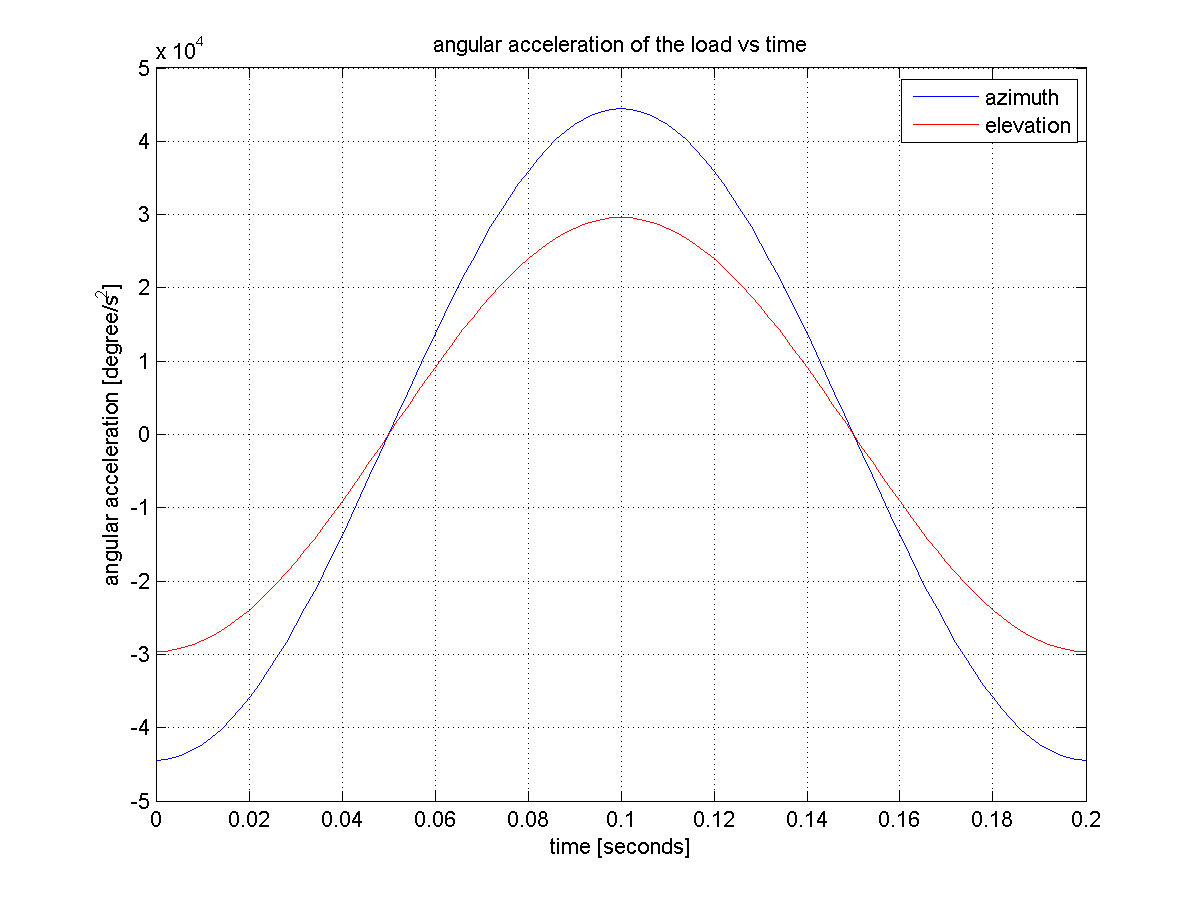 angular acceleration of the load vs time
x 10^4
azimuth
elevation
5
4
3
2
1
0
-1
-2
-3
-4
-5
angular acceleration [degree/s^2]
0 0.02 0.04 0.06 0.08 0.1 0.12 0.14 0.16 0.18 0.2
time [seconds]